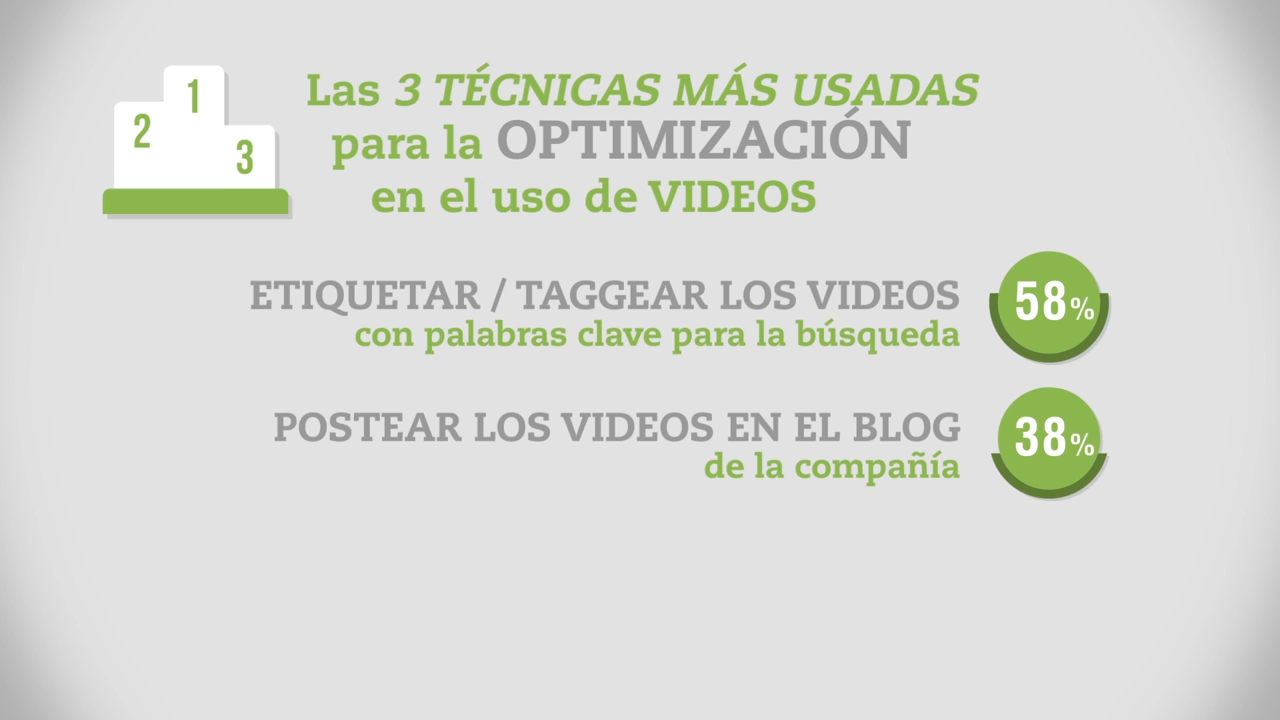 1
2
3
Las 3 TÉCNICAS MÁS USADAS
para la OPTIMIZACIÓN
en el uso de VIDEOS
ETIQUETAR / TAGGEAR LOS VIDEOS
con palabras clave para la búsqueda
58%
POSTEAR LOS VIDEOS EN EL BLOG
de la compañía
38%